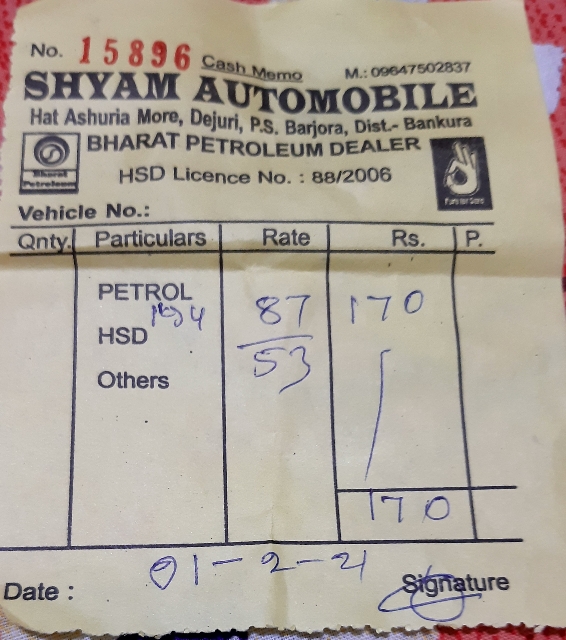 No. 15896 Cash Memo M.: 09647502837
SHYAM AUTOMOBILE
Hat Ashuria More, Dejuri, P.S. Barjora, Dist.- Bankura
BHARAT PETROLEUM DEALER
Bharat Petroleum
HSD Licence No. : 88/2006
Pure for Sure
Vehicle No.:
Qnty. Particulars Rate Rs. P.
PETROL 87 170
HSD 53
Others
170
01-2-21
Date : Signature